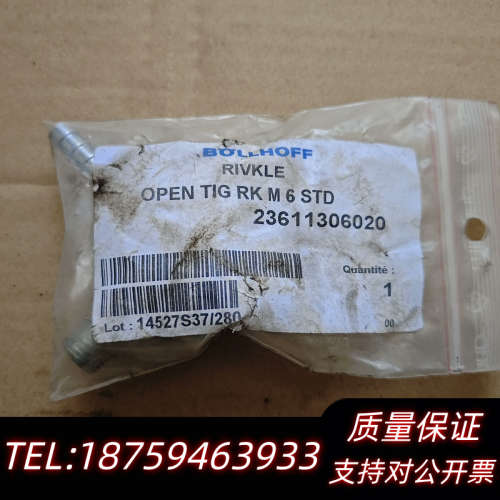 BÖLLHOFF
RIVKLE
OPEN TIG RK M 6 STD
23611306020
Quantité :
1
Lot : 14527S37/280
00
TEL:18759463933
质量保证
支持对公开票